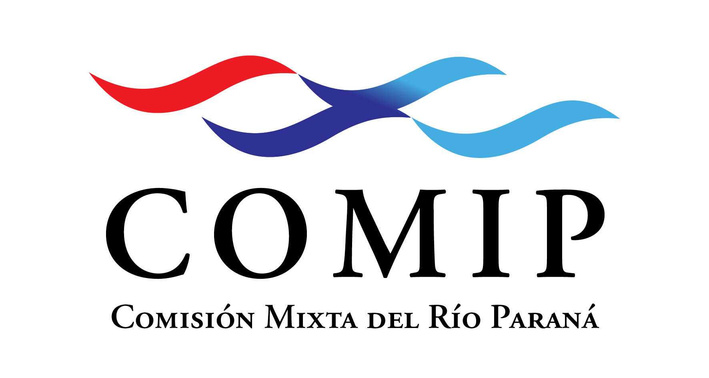 COMIP
Comisión Mixta del Río Paraná